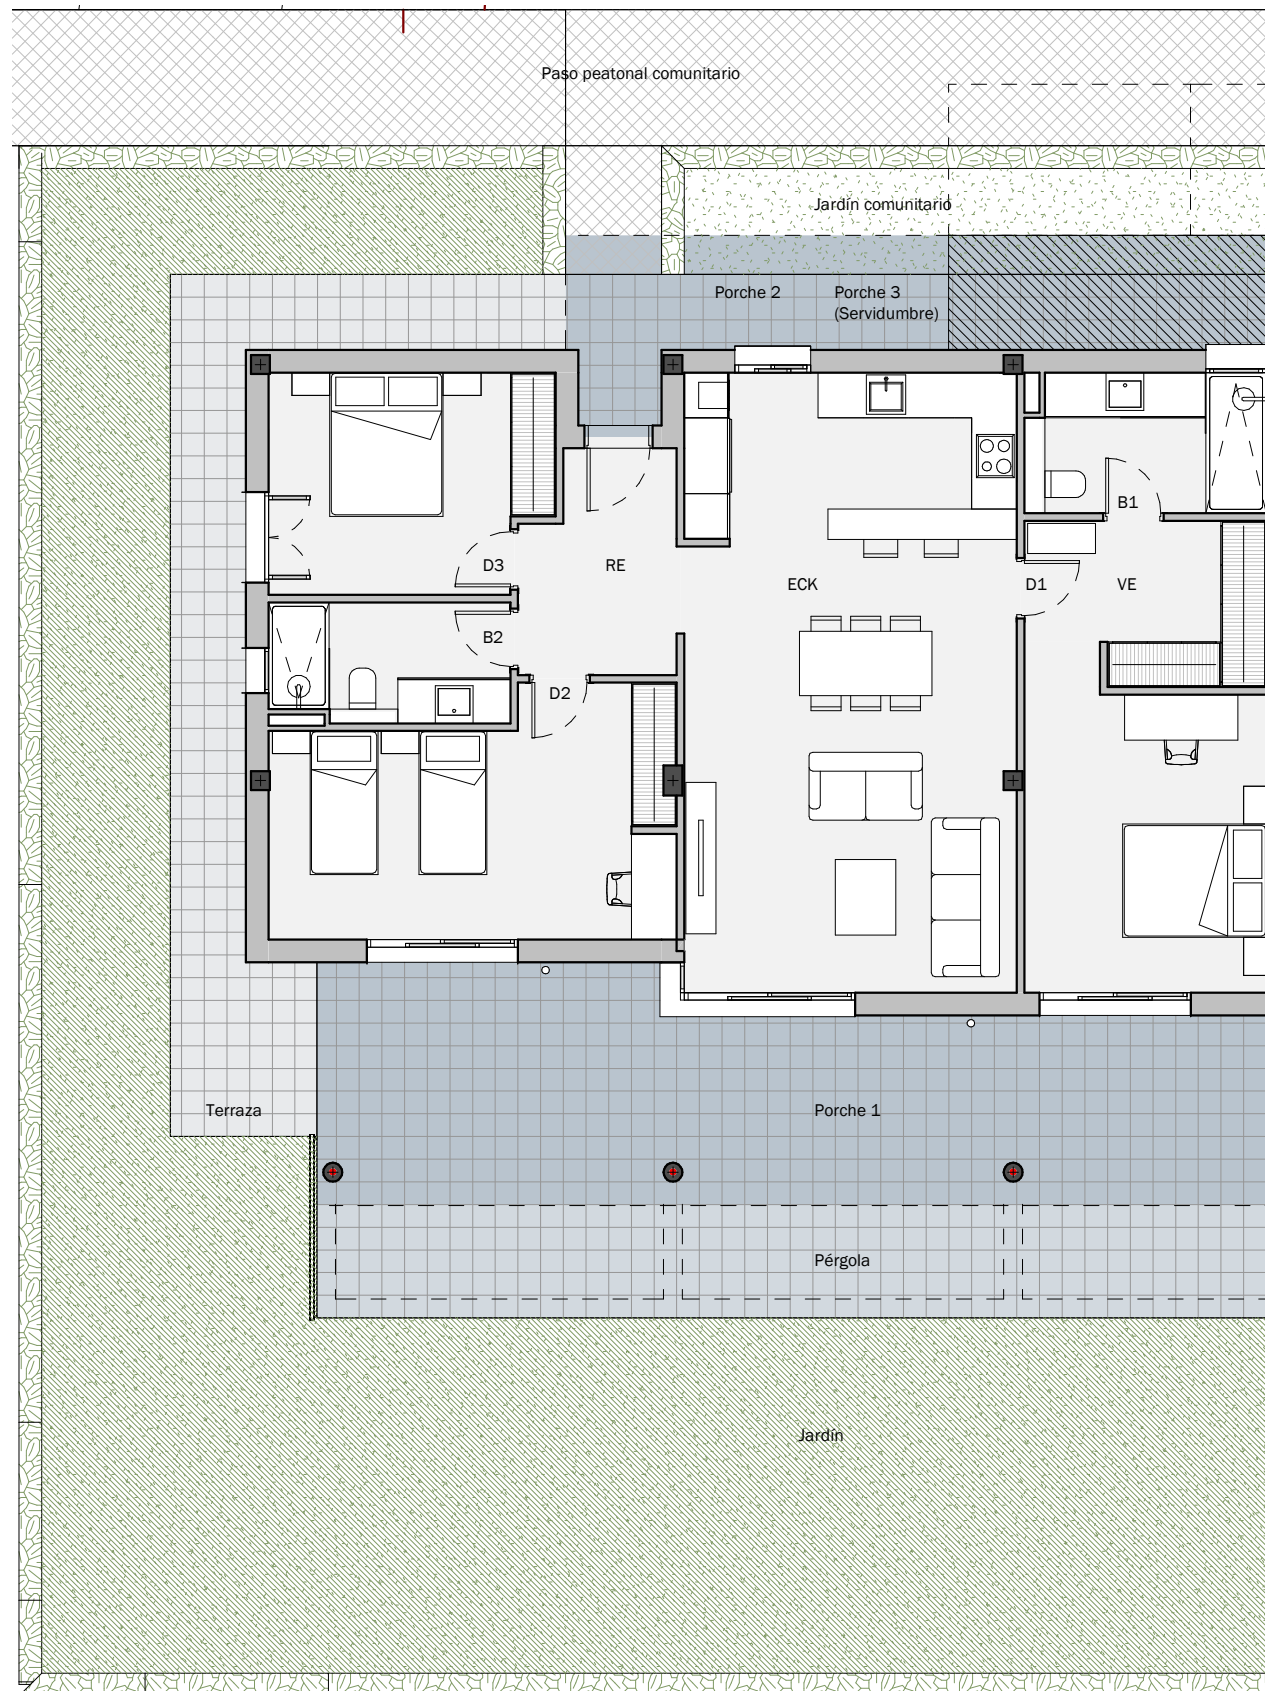 Paso peatonal comunitario
Jardín comunitario
Porche 2
Porche 3
(Servidumbre)
B1
D3
RE
ECK
D1
VE
B2
D2
Terraza
Porche 1
Pérgola
Jardín